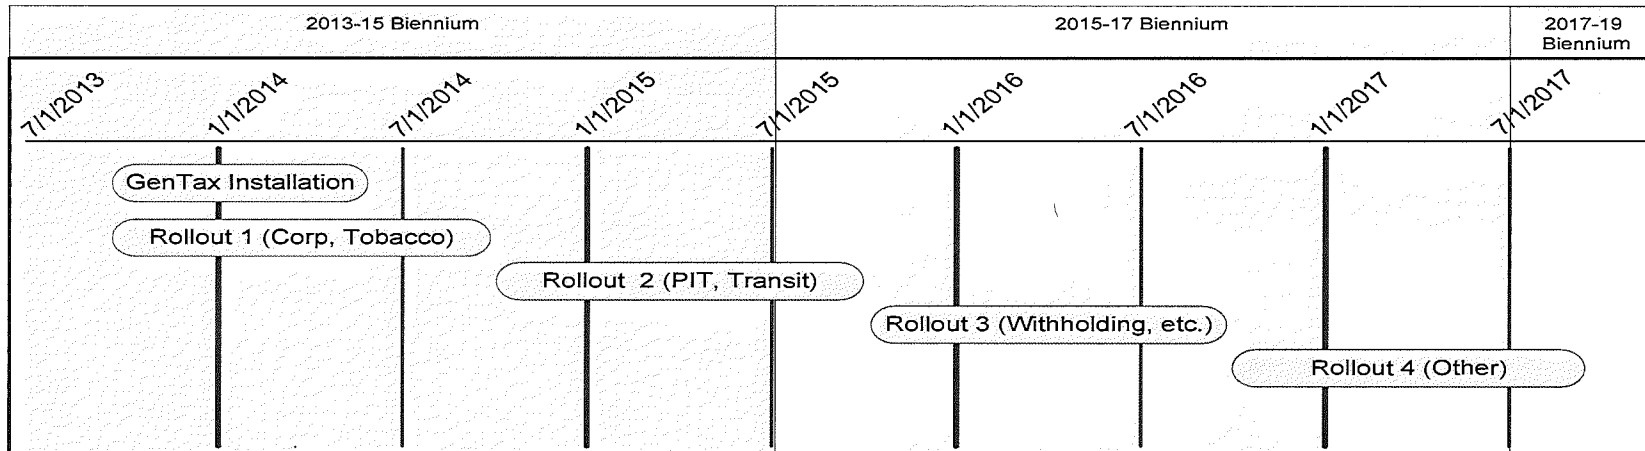 2013-15 Biennium
2015-17 Biennium
2017-19
Biennium
7/1/2013
1/1/2014
7/1/2014
1/1/2015
7/1/2015
1/1/2016
7/1/2016
1/1/2017
7/1/2017
GenTax Installation
Rollout 1 (Corp, Tobacco)
Rollout 2 (PIT, Transit)
Rollout 3 (Withholding, etc.)
Rollout 4 (Other)